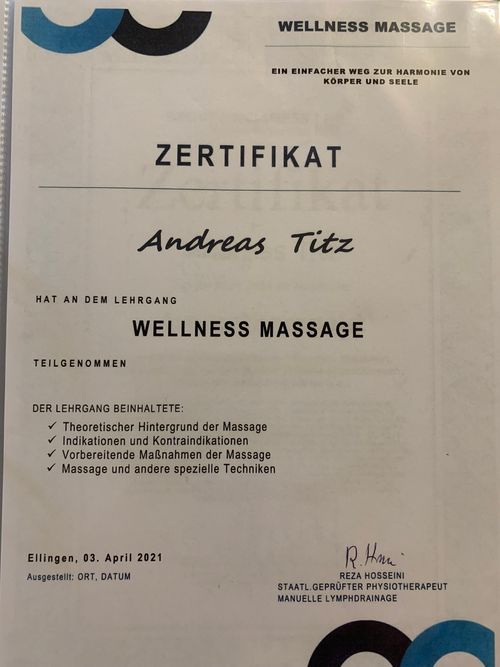 WELLNESS MASSAGE
EIN EINFACHER WEG ZUR HARMONIE VON
KÖRPER UND SEELE
ZERTIFIKAT
Andreas Titz
HAT AN DEM LEHRGANG
WELLNESS MASSAGE
TEILGENOMMEN
DER LEHRGANG BEINHALTETE:
✓ Theoretischer Hintergrund der Massage
✓ Indikationen und Kontraindikationen
✓ Vorbereitende Maßnahmen der Massage
✓ Massage und andere spezielle Techniken
Ellingen, 03. April 2021
Ausgestellt: ORT, DATUM
REZA HOSSEINI
STAATL.GEPRÜFTER PHYSIOTHERAPEUT
MANUELLE LYMPHDRAINAGE